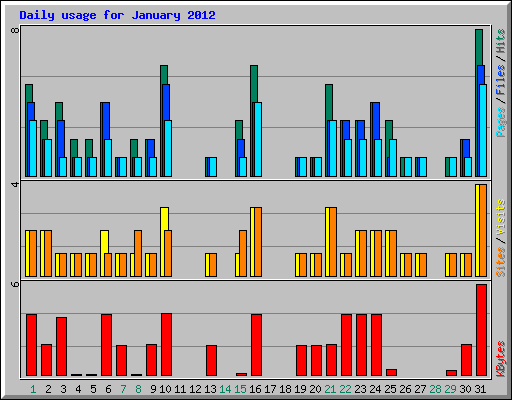 Daily usage for January 2012
8
Pages/Files/Hits
4
Sites/Visits
6
KBytes
1 2 3 4 5 6 7 8 9 10 11 12 13 14 15 16 17 18 19 20 21 22 23 24 25 26 27 28 29 30 31